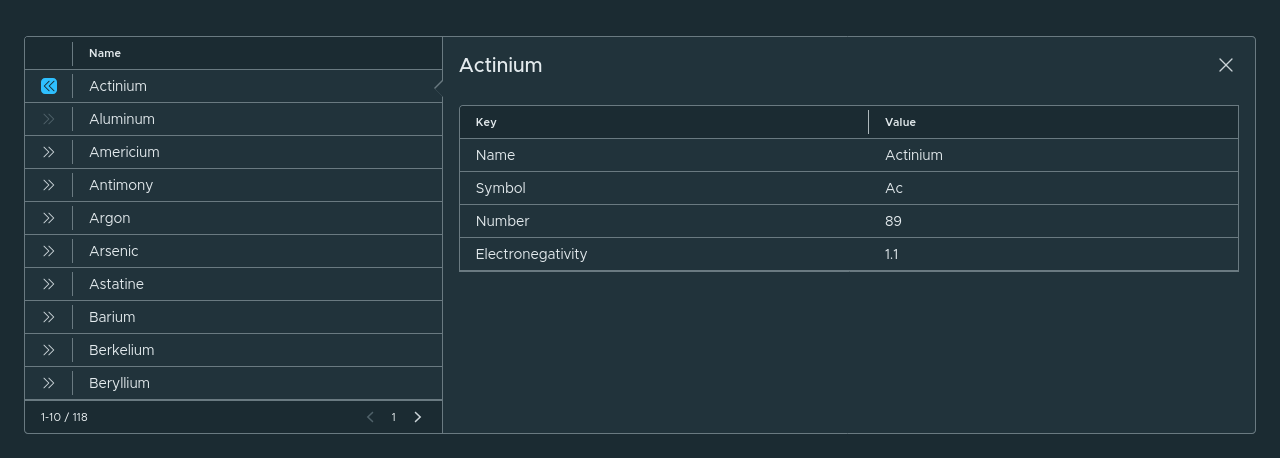 Name
Actinium
Aluminum
Americium
Antimony
Argon
Arsenic
Astatine
Barium
Berkelium
Beryllium
1-10 / 118
1
Actinium
Key Value
Name Actinium
Symbol Ac
Number 89
Electronegativity 1.1